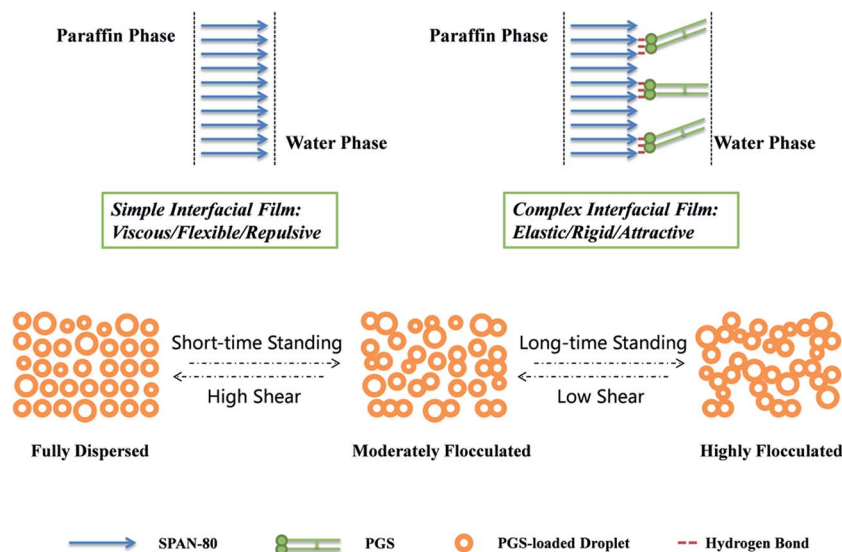 Paraffin Phase
Water Phase
Paraffin Phase
Water Phase
Simple Interfacial Film:
Viscous/Flexible/Repulsive
Complex Interfacial Film:
Elastic/Rigid/Attractive
Short-time Standing
High Shear
Long-time Standing
Low Shear
Fully Dispersed
Moderately Flocculated
Highly Flocculated
SPAN-80
PGS
PGS-loaded Droplet
Hydrogen Bond